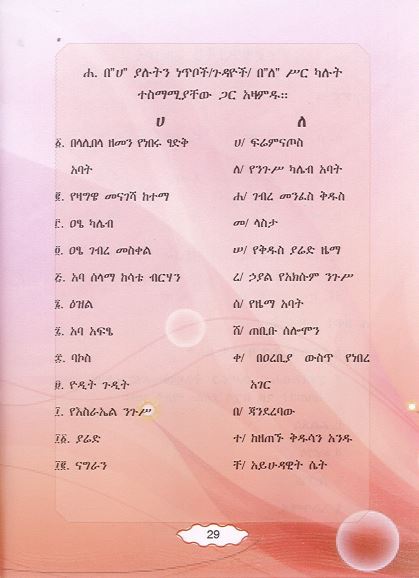 ሐ. በ"ሀ" ያሉትን ነጥቦች/ጉዳዮች/ በ"ለ" ሥር ካሉት
ተስማሚያቸው ጋር አዛምዱ፡፡
ሀ ለ
፩. በላሊበላ ዘመን የነበሩ ፃድቅ ሀ/ ፍሬምናጦስ
አባት ለ/ የንጉሥ ካሌብ አባት
፪. የዛግዌ መናገሻ ከተማ ሐ/ ገብረ መንፈስ ቅዱስ
፫. ዐፄ ካሌብ መ/ ላስታ
፬. ዐፄ ገብረ መስቀል ሠ/ የቅዱስ ያሬድ ዜማ
፭. አባ ሰላማ ከሳቴ ብርሃን ረ/ ኃያል የአክሱም ንጉሥ
፮. ዕዝል ሰ/ የዜማ አባት
፯. አባ አፍፄ ሸ/ ጠቢቡ ሰሎሞን
፰. ባኮስ ቀ/ በዐረቢያ ውስጥ የነበረ
፱. ዮዲት ጉዲት አገር
፲. የእስራኤል ንጉሥ በ/ ጃንደረባው
፲፩. ያሬድ ተ/ ከዘጠኙ ቅዱሳን አንዱ
፲፪. ናግራን ቸ/ አይሁዳዊት ሴት
29